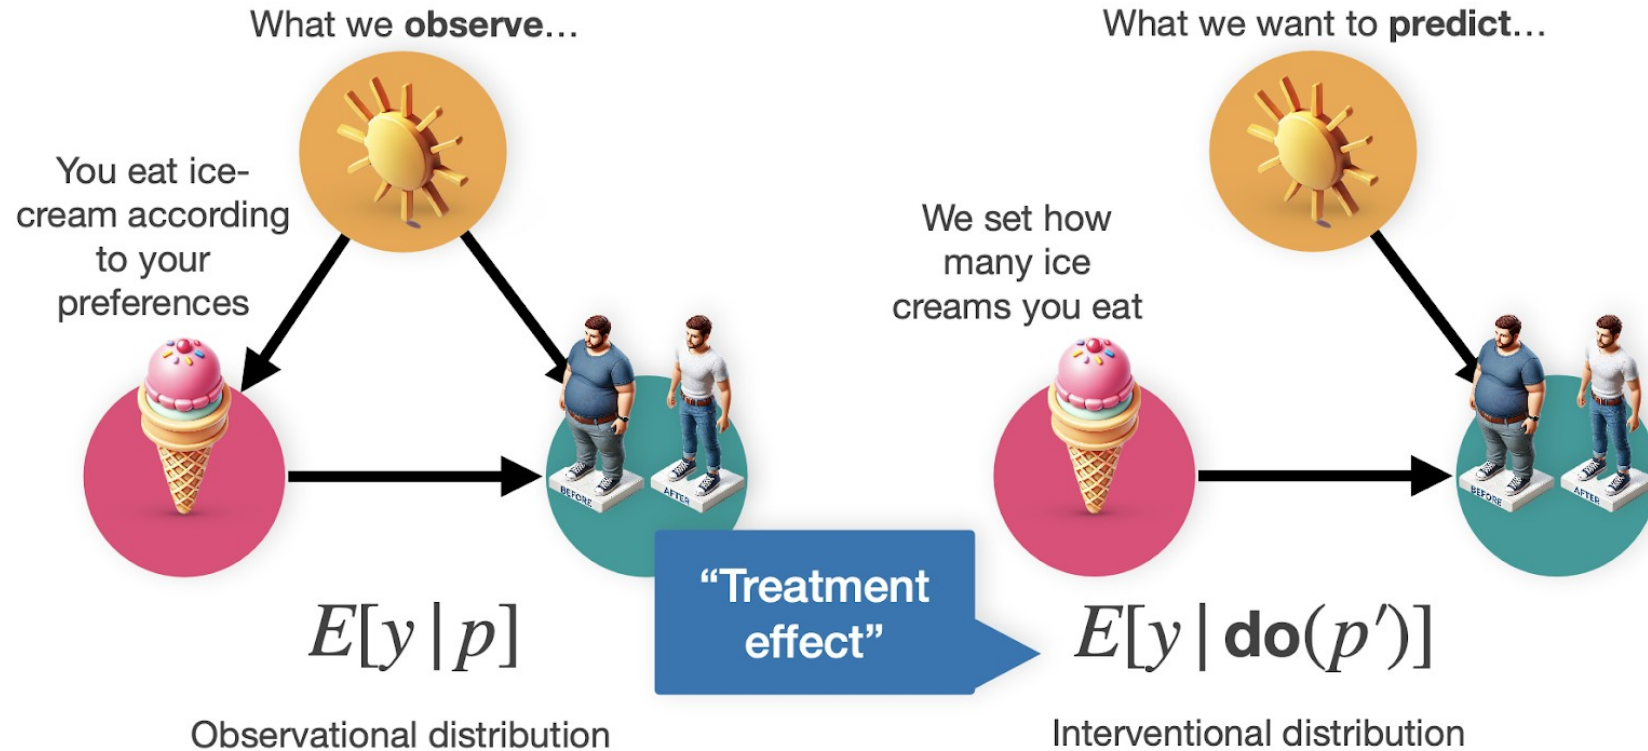 What we observe...
You eat ice-
cream according
to your
preferences
BEFORE
AFTER
E[y|p]
Observational distribution
"Treatment
effect"
What we want to predict...
We set how
many ice
creams you eat
BEFORE
AFTER
E[y|do(p′)]
Interventional distribution